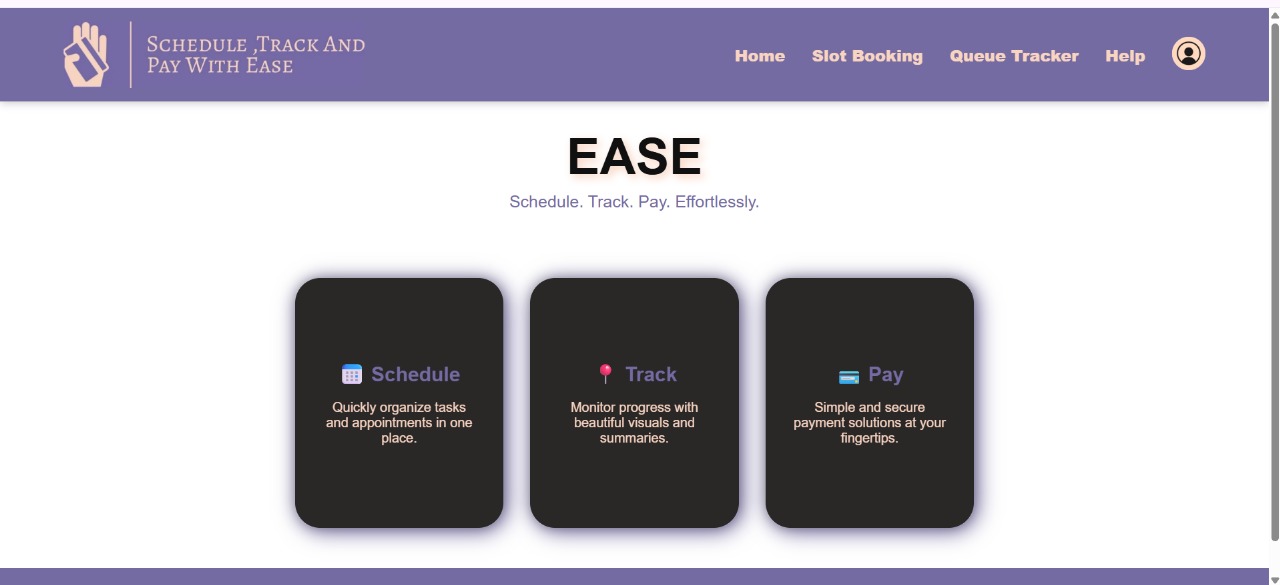 Schedule ,Track And
Pay With Ease
Home
Slot Booking
Queue Tracker
Help
EASE
Schedule. Track. Pay. Effortlessly.
Schedule
Quickly organize tasks
and appointments in one
place.
Track
Monitor progress with
beautiful visuals and
summaries.
Pay
Simple and secure
payment solutions at your
fingertips.